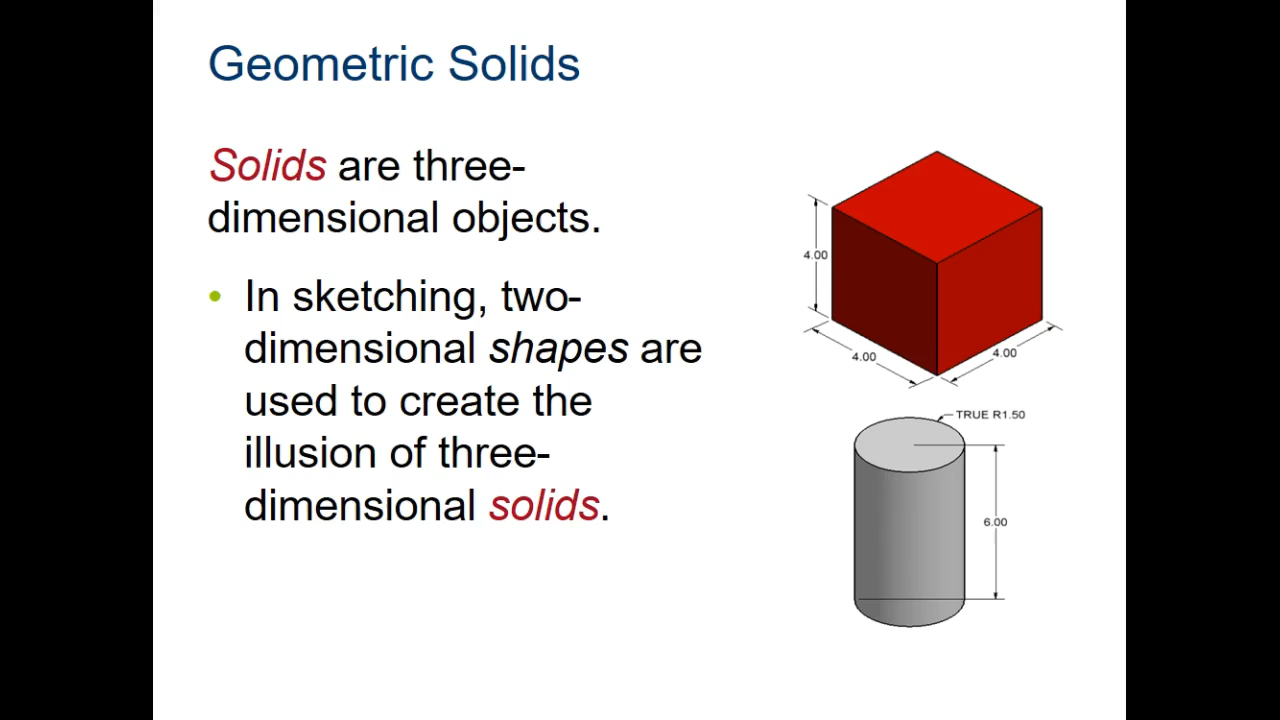 Geometric Solids
Solids are three-
dimensional objects.
• In sketching, two-
dimensional shapes are
used to create the
illusion of three-
dimensional solids.
4.00
4.00
4.00
TRUE R1.50
6.00